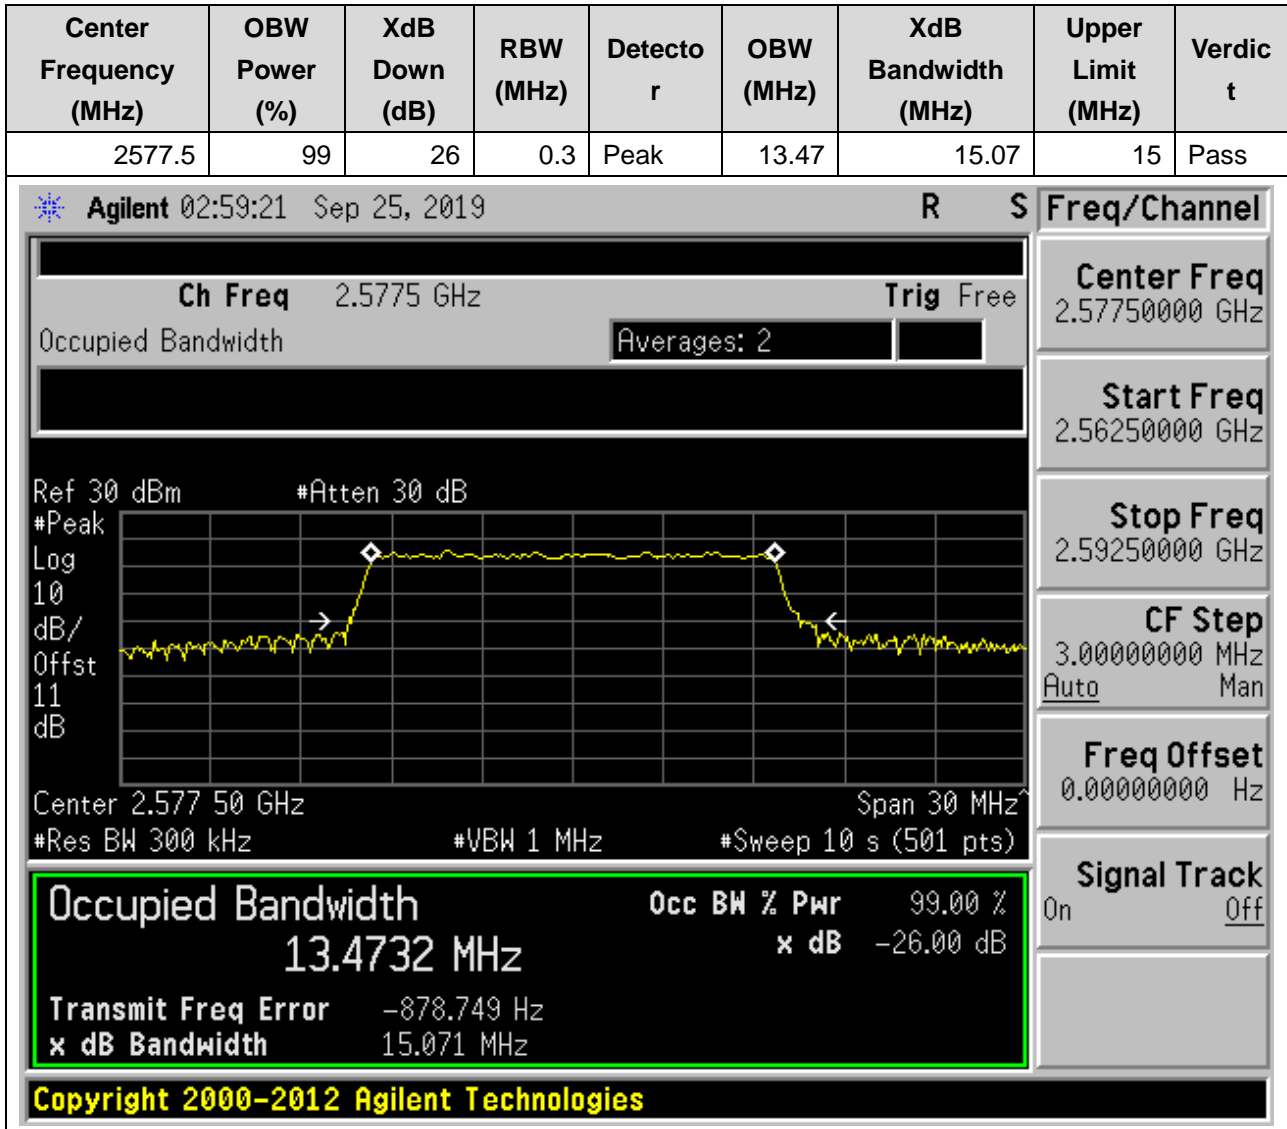 Center Frequency (MHz) OBW Power (%) XdB Down (dB) RBW (MHz) Detecto r OBW (MHz) XdB Bandwidth (MHz) Upper Limit (MHz) Verdic t
2577.5 99 26 0.3 Peak 13.47 15.07 15 Pass
Agilent 02:59:21 Sep 25, 2019 R S Freq/Channel
Ch Freq 2.5775 GHz Trig Free
Occupied Bandwidth Averages: 2
Center Freq
2.57750000 GHz
Start Freq
2.56250000 GHz
Stop Freq
2.59250000 GHz
CF Step
3.00000000 MHz
Auto Man
Freq Offset
0.00000000 Hz
Signal Track
On Off
Ref 30 dBm #Atten 30 dB
#Peak
Log
10
dB/
Offst
11
dB
Center 2.577 50 GHz Span 30 MHz^
#Res BW 300 kHz #VBW 1 MHz #Sweep 10 s (501 pts)
Occupied Bandwidth Occ BW % Pwr 99.00 %
13.4732 MHz x dB -26.00 dB
Transmit Freq Error -878.749 Hz
x dB Bandwidth 15.071 MHz
Copyright 2000-2012 Agilent Technologies